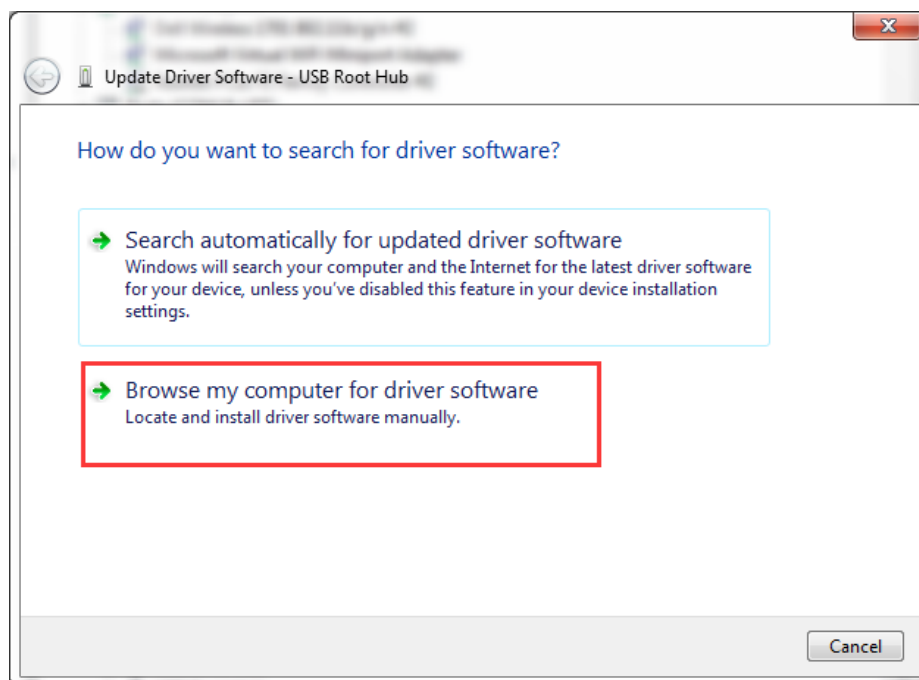 Update Driver Software - USB Root Hub
How do you want to search for driver software?
Search automatically for updated driver software
Windows will search your computer and the Internet for the latest driver software
for your device, unless you've disabled this feature in your device installation
settings.
Browse my computer for driver software
Locate and install driver software manually.
Cancel